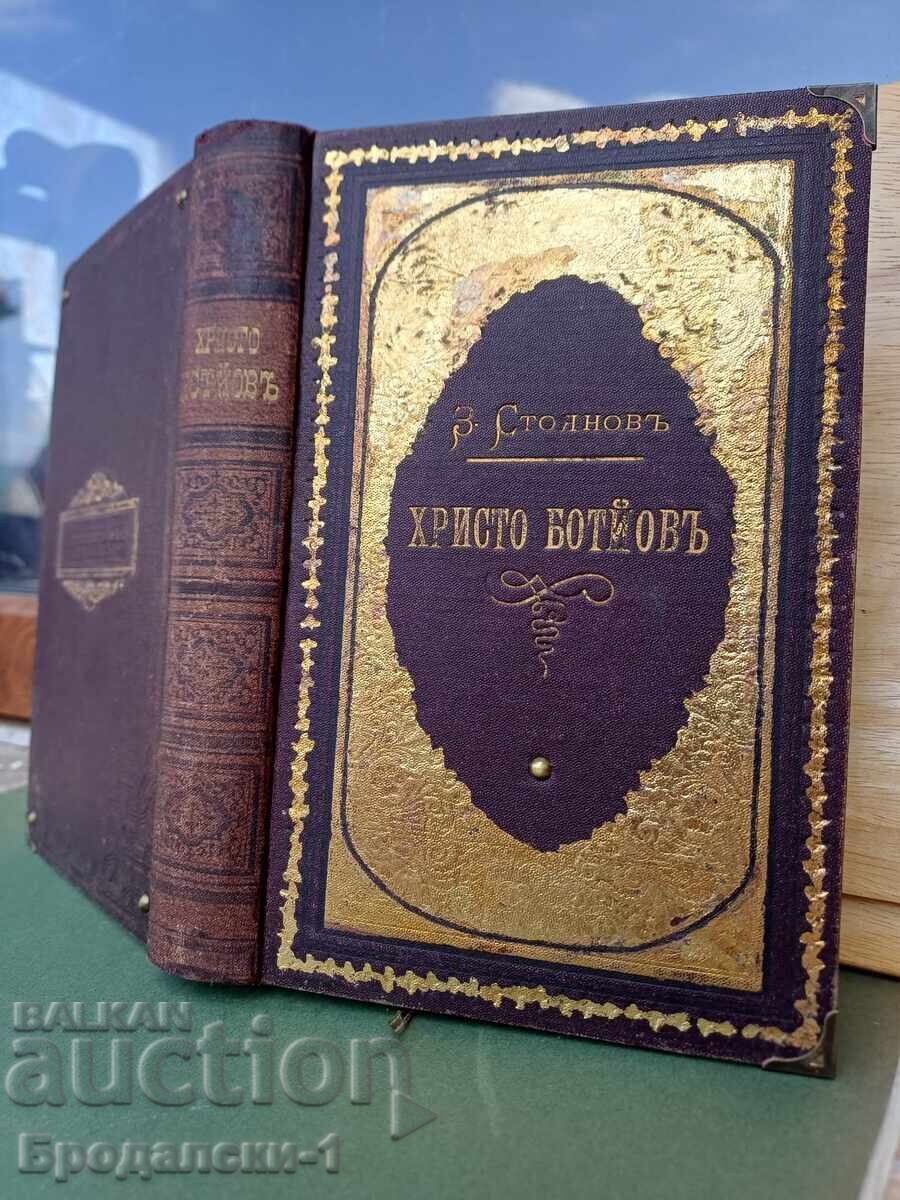 ХРИСТО
БОТЙОВЪ
З. СТОЯНОВЪ
ХРИСТО БОТЙОВЪ
BALKAN
auction
Бродалски-1